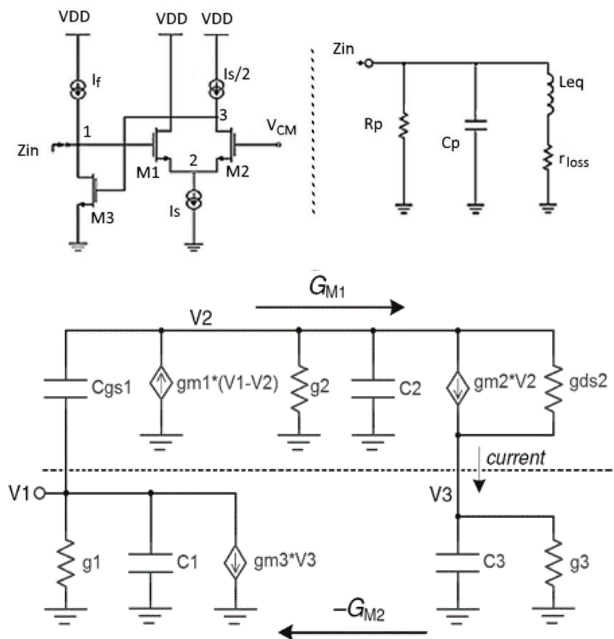 VDD VDD VDD
If Is/2
3
1
Zin
VCM
M1 2 M2
M3
Is
Zin
Leq
Rp Cp
rloss
GM1
V2
Cgs1 gm1*(V1-V2) g2 C2 gm2*V2 gds2
current
V1 V3
g1 C1 gm3*V3 C3 g3
−GM2